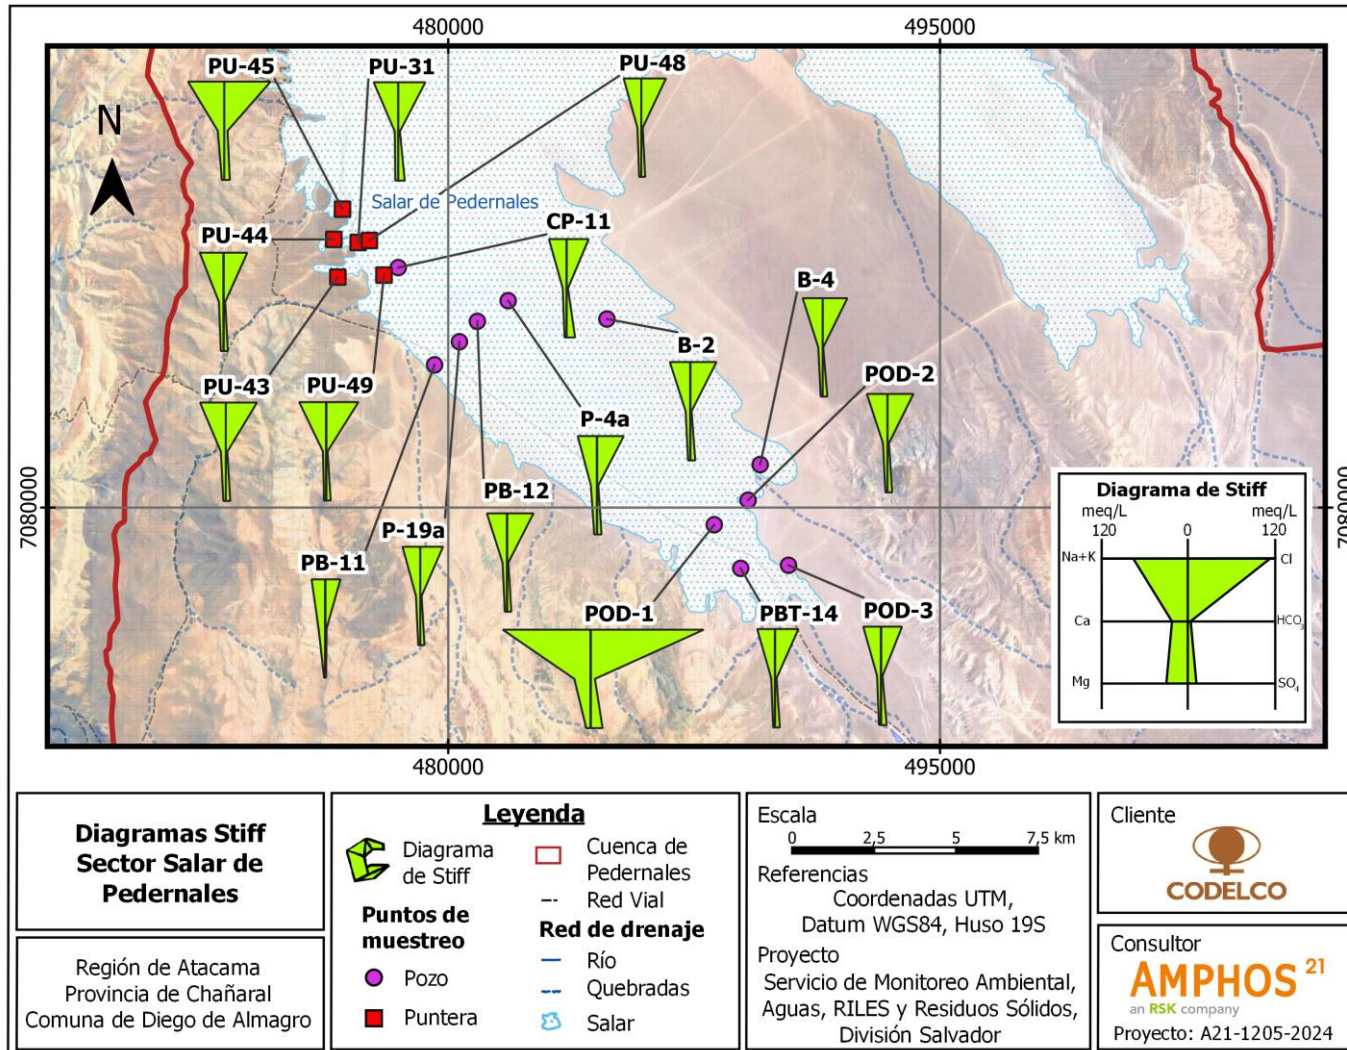 480000
495000
PU-45
PU-31
PU-48
N
Salar de Pedernales
PU-44
CP-11
B-4
PU-43
PU-49
B-2
POD-2
P-4a
7080000
7080000
PB-12
P-19a
PB-11
POD-1
PBT-14
POD-3
Diagrama de Stiff
meq/L
meq/L
120
0
120
Na+K
Cl
Ca
HCO3
Mg
SO4
480000
495000
Diagramas Stiff
Sector Salar de
Pedernales
Región de Atacama
Provincia de Chañaral
Comuna de Diego de Almagro
Leyenda
Diagrama
de Stiff
Puntos de
muestreo
Pozo
Puntera
Cuenca de
Pedernales
Red Vial
Red de drenaje
Río
Quebradas
Salar
Escala
0 2,5 5 7,5 km
Referencias
Coordenadas UTM,
Datum WGS84, Huso 19S
Proyecto
Servicio de Monitoreo Ambiental,
Aguas, RILES y Residuos Sólidos,
División Salvador
Cliente
CODELCO
Consultor
AMPHOS 21
an RSK company
Proyecto: A21-1205-2024